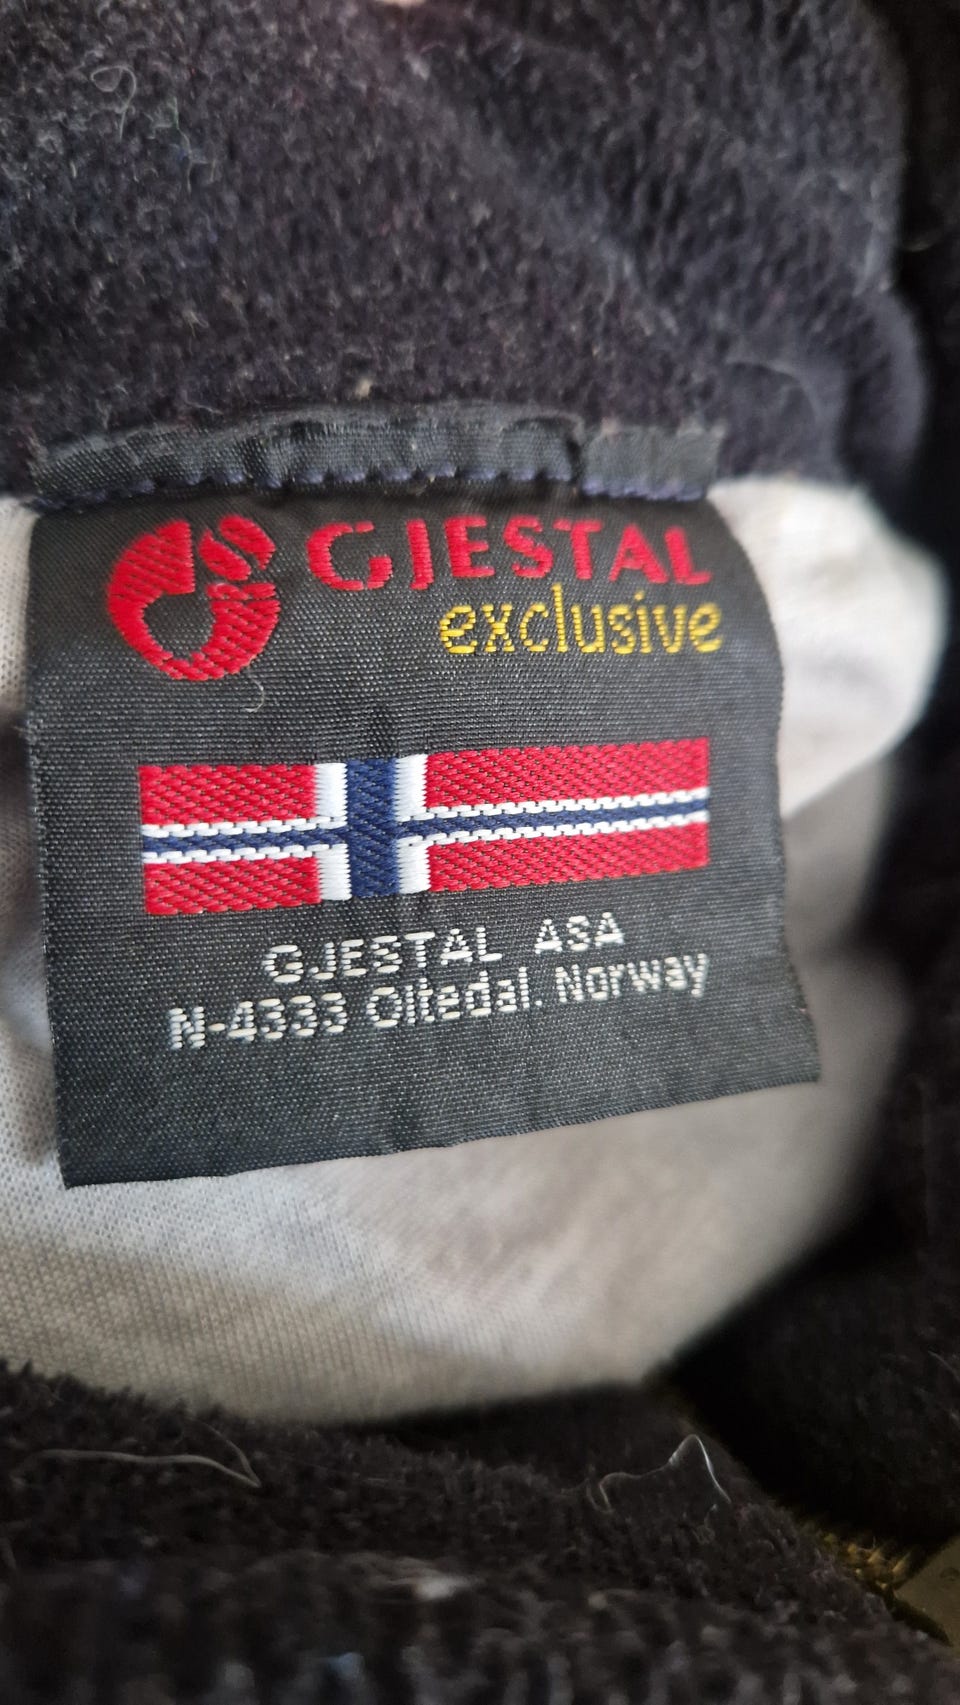 GJESTAL
exclusive
GJESTAL ASA
N-4333 Oltedal. Norway